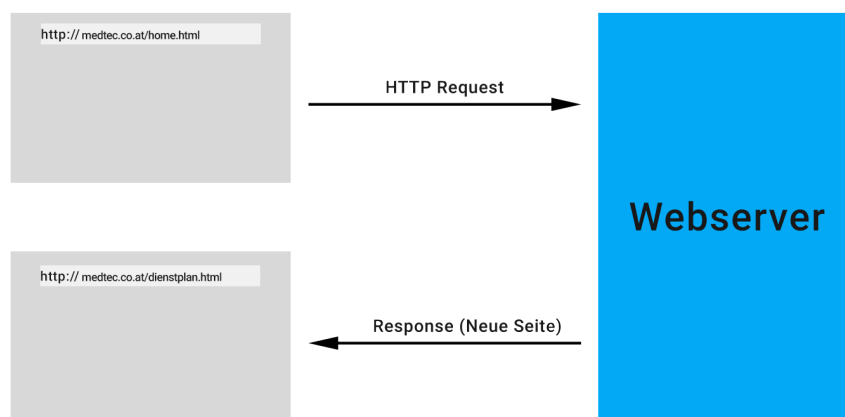 http:// medtec.co.at/home.html
HTTP Request
Webserver
http:// medtec.co.at/dienstplan.html
Response (Neue Seite)